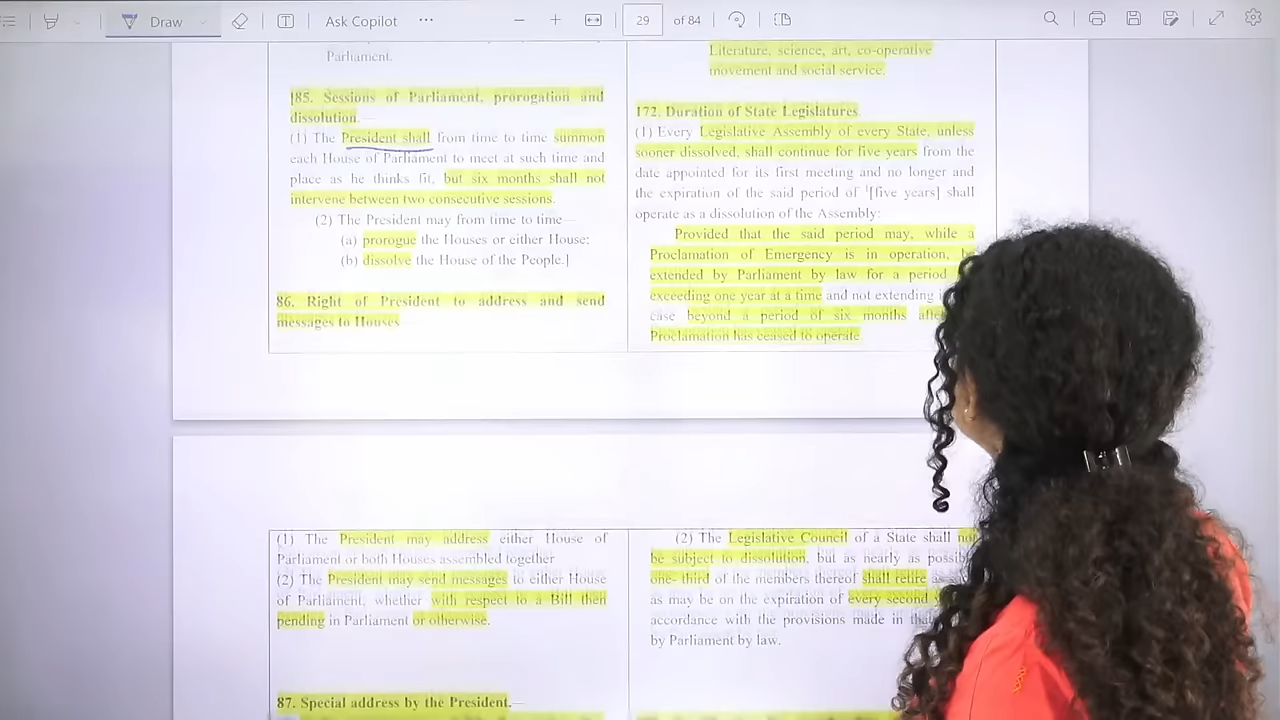 Draw
Ask Copilot
29
of 84
Parliament.
[85. Sessions of Parliament, prorogation and
dissolution.—
(1) The President shall from time to time summon
each House of Parliament to meet at such time and
place as he thinks fit, but six months shall not
intervene between two consecutive sessions.
(2) The President may from time to time—
(a) prorogue the Houses or either House;
(b) dissolve the House of the People.]
86. Right of President to address and send
messages to Houses
Literature, science, art, co-operative
movement and social service.
172. Duration of State Legislatures.
(1) Every Legislative Assembly of every State, unless
sooner dissolved, shall continue for five years from the
date appointed for its first meeting and no longer and
the expiration of the said period of ¹[five years] shall
operate as a dissolution of the Assembly:
Provided that the said period may, while a
Proclamation of Emergency is in operation,
extended by Parliament by law for a period
exceeding one year at a time and not extending
case beyond a period of six months
Proclamation has ceased to operate
(1) The President may address either House of
Parliament or both Houses assembled together
(2) The President may send messages to either House
of Parliament, whether with respect to a Bill then
pending in Parliament or otherwise.
87. Special address by the President.—
(2) The Legislative Council of a State shall
be subject to dissolution, but as nearly as
one- third of the members thereof shall retire
as may be on the expiration of every second
accordance with the provisions made in
by Parliament by law.